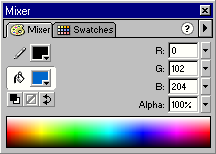 Mixer
Mixer Swatches ?
R: 0
G: 102
B: 204
Alpha: 100%